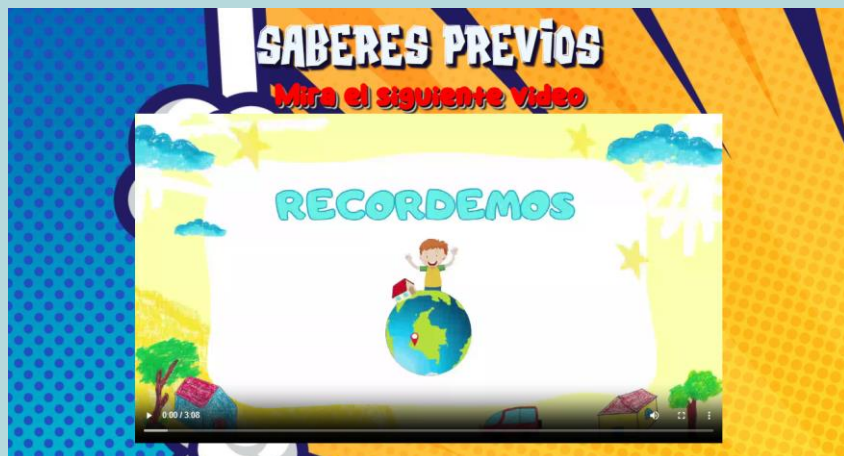 SABERES PREVIOS
Mira el siguiente video
RECORDEMOS
0:00 / 3:08